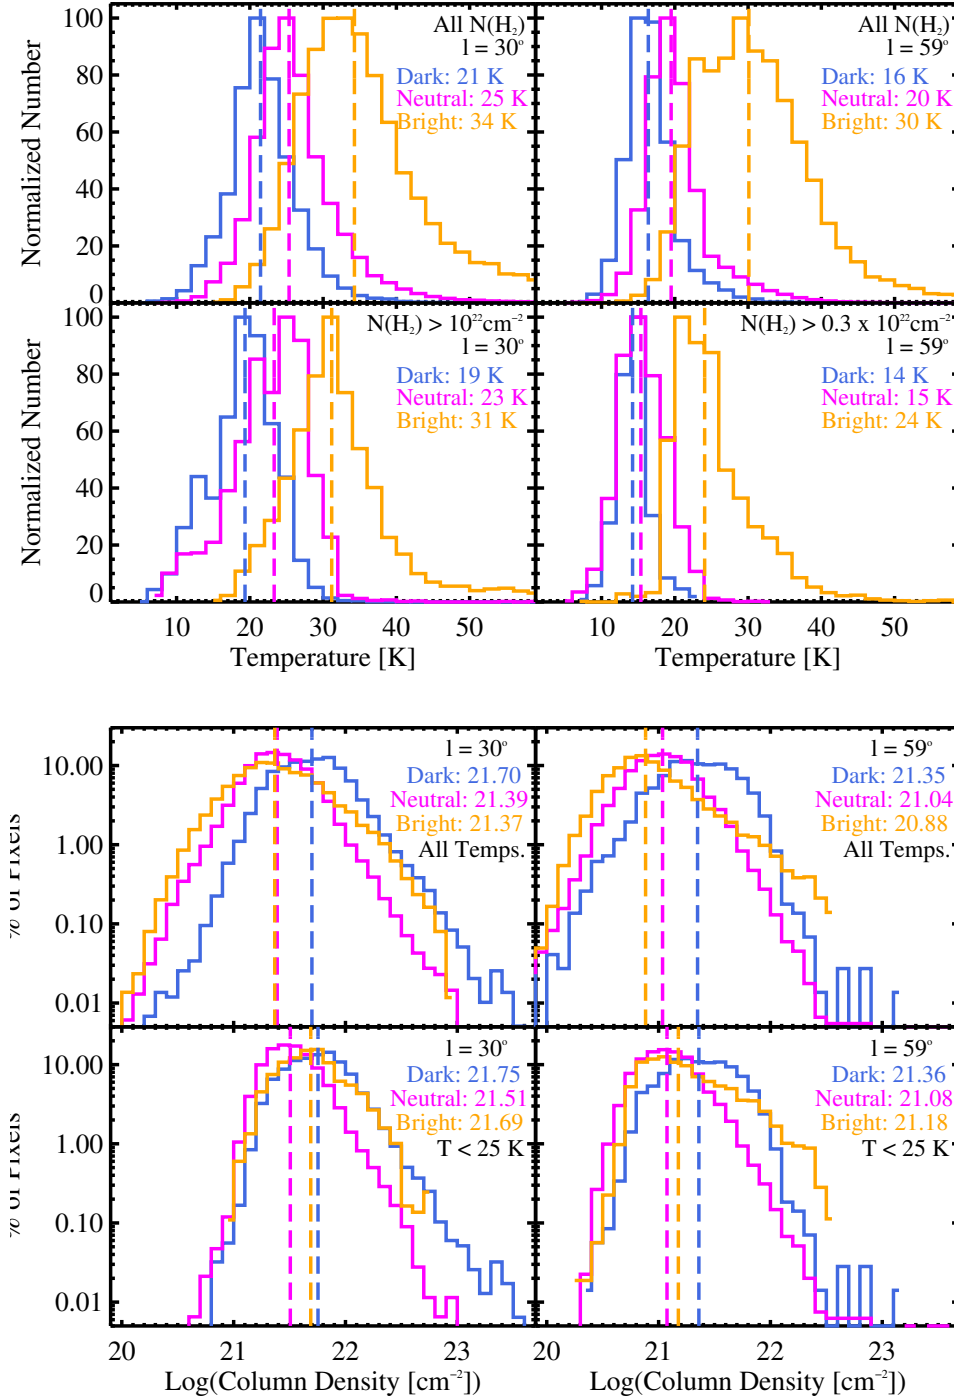 All N(H₂)
l = 30°
Dark: 21 K
Neutral: 25 K
Bright: 34 K
All N(H₂)
l = 59°
Dark: 16 K
Neutral: 20 K
Bright: 30 K
100
80
60
40
20
0
Normalized Number
N(H₂) > 10²²cm⁻²
l = 30°
Dark: 19 K
Neutral: 23 K
Bright: 31 K
N(H₂) > 0.3 x 10²²cm⁻²
l = 59°
Dark: 14 K
Neutral: 15 K
Bright: 24 K
100
80
60
40
20
0
Normalized Number
10 20 30 40 50
10 20 30 40 50
Temperature [K]
Temperature [K]
l = 30°
Dark: 21.70
Neutral: 21.39
Bright: 21.37
All Temps.
l = 59°
Dark: 21.35
Neutral: 21.04
Bright: 20.88
All Temps.
10.00
1.00
0.10
0.01
% of Pixels
l = 30°
Dark: 21.75
Neutral: 21.51
Bright: 21.69
T < 25 K
l = 59°
Dark: 21.36
Neutral: 21.08
Bright: 21.18
T < 25 K
10.00
1.00
0.10
0.01
% of Pixels
20 21 22 23
20 21 22 23
Log(Column Density [cm⁻²])
Log(Column Density [cm⁻²])